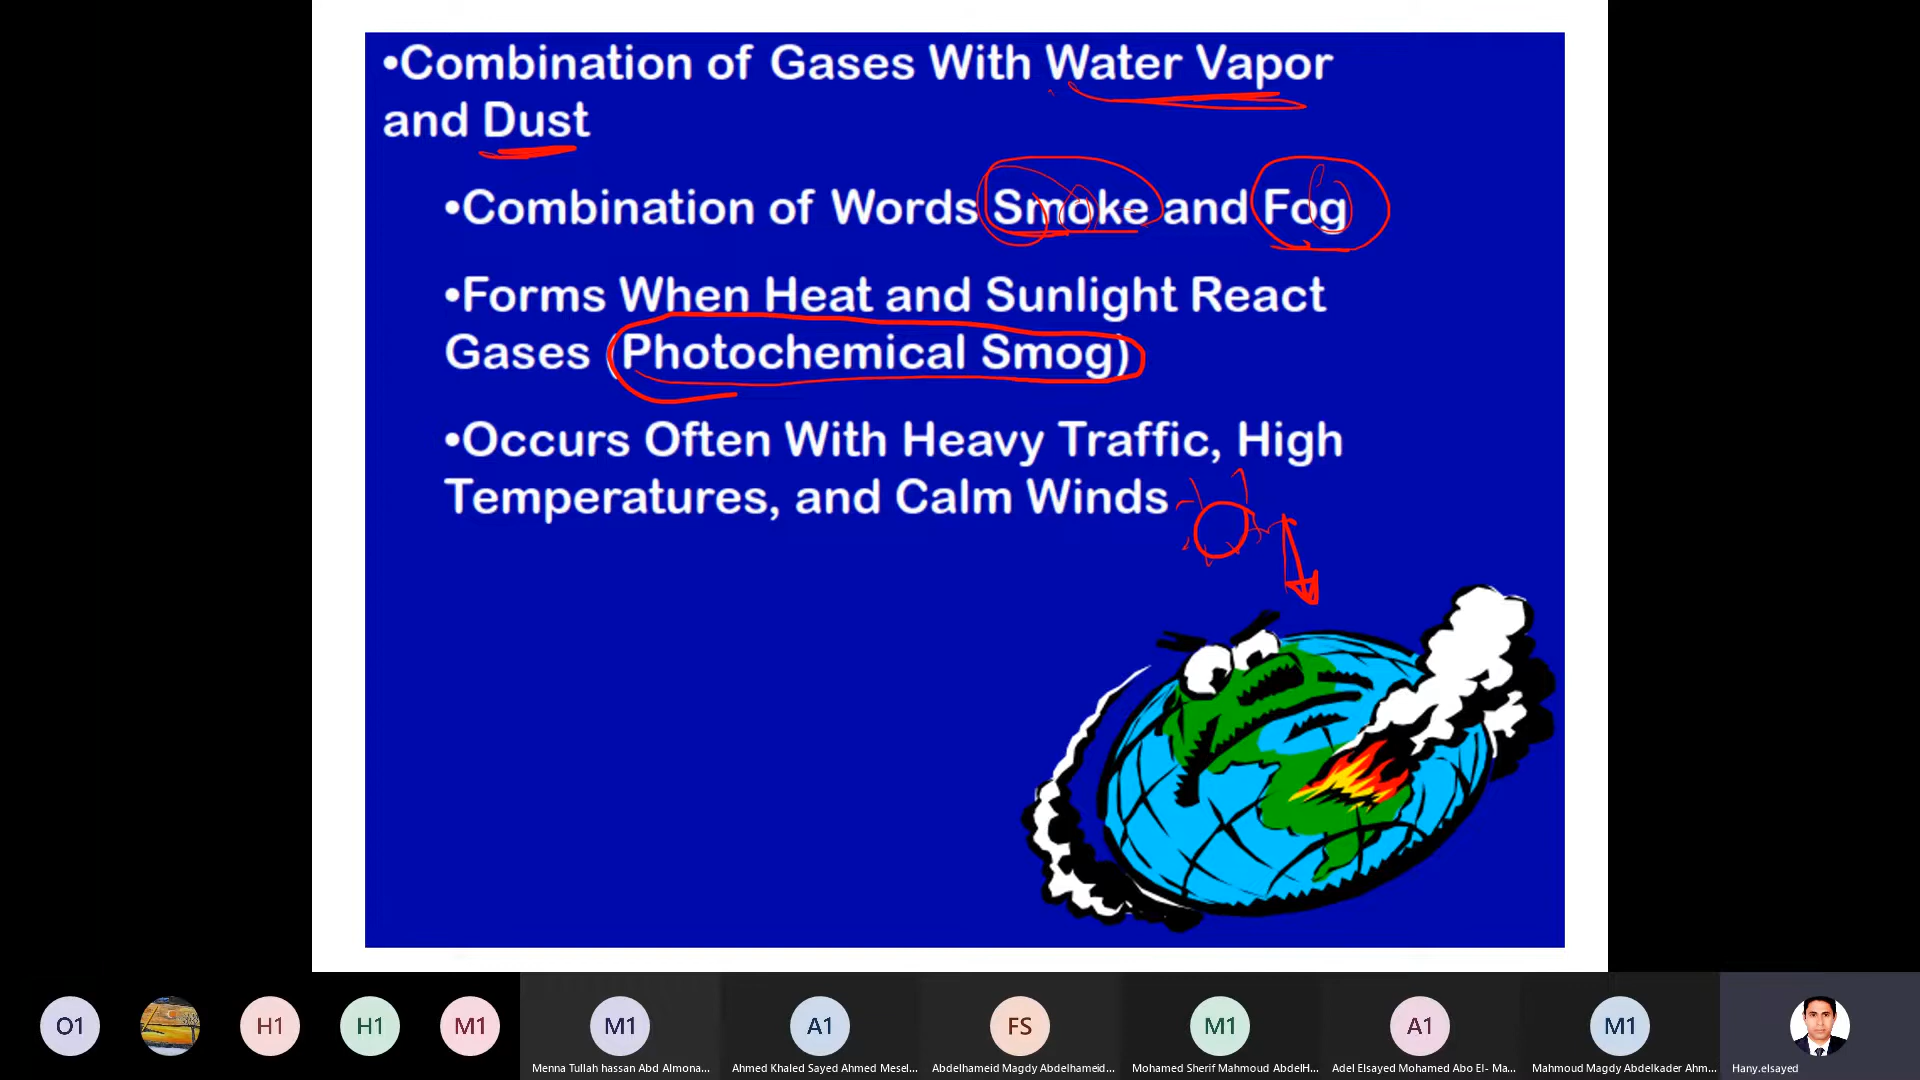 •Combination of Gases With Water Vapor
and Dust
•Combination of Words Smoke and Fog
•Forms When Heat and Sunlight React
Gases (Photochemical Smog)
•Occurs Often With Heavy Traffic, High
Temperatures, and Calm Winds
O1
H1
H1
M1
M1
A1
FS
M1
A1
M1
Menna Tullah hassan Abd Almona...
Ahmed Khaled Sayed Ahmed Mesel...
Abdelhameid Magdy Abdelhameid...
Mohamed Sherif Mahmoud AbdelH...
Adel Elsayed Mohamed Abo El- Ma...
Mahmoud Magdy Abdelkader Ahm...
Hany.elsayed